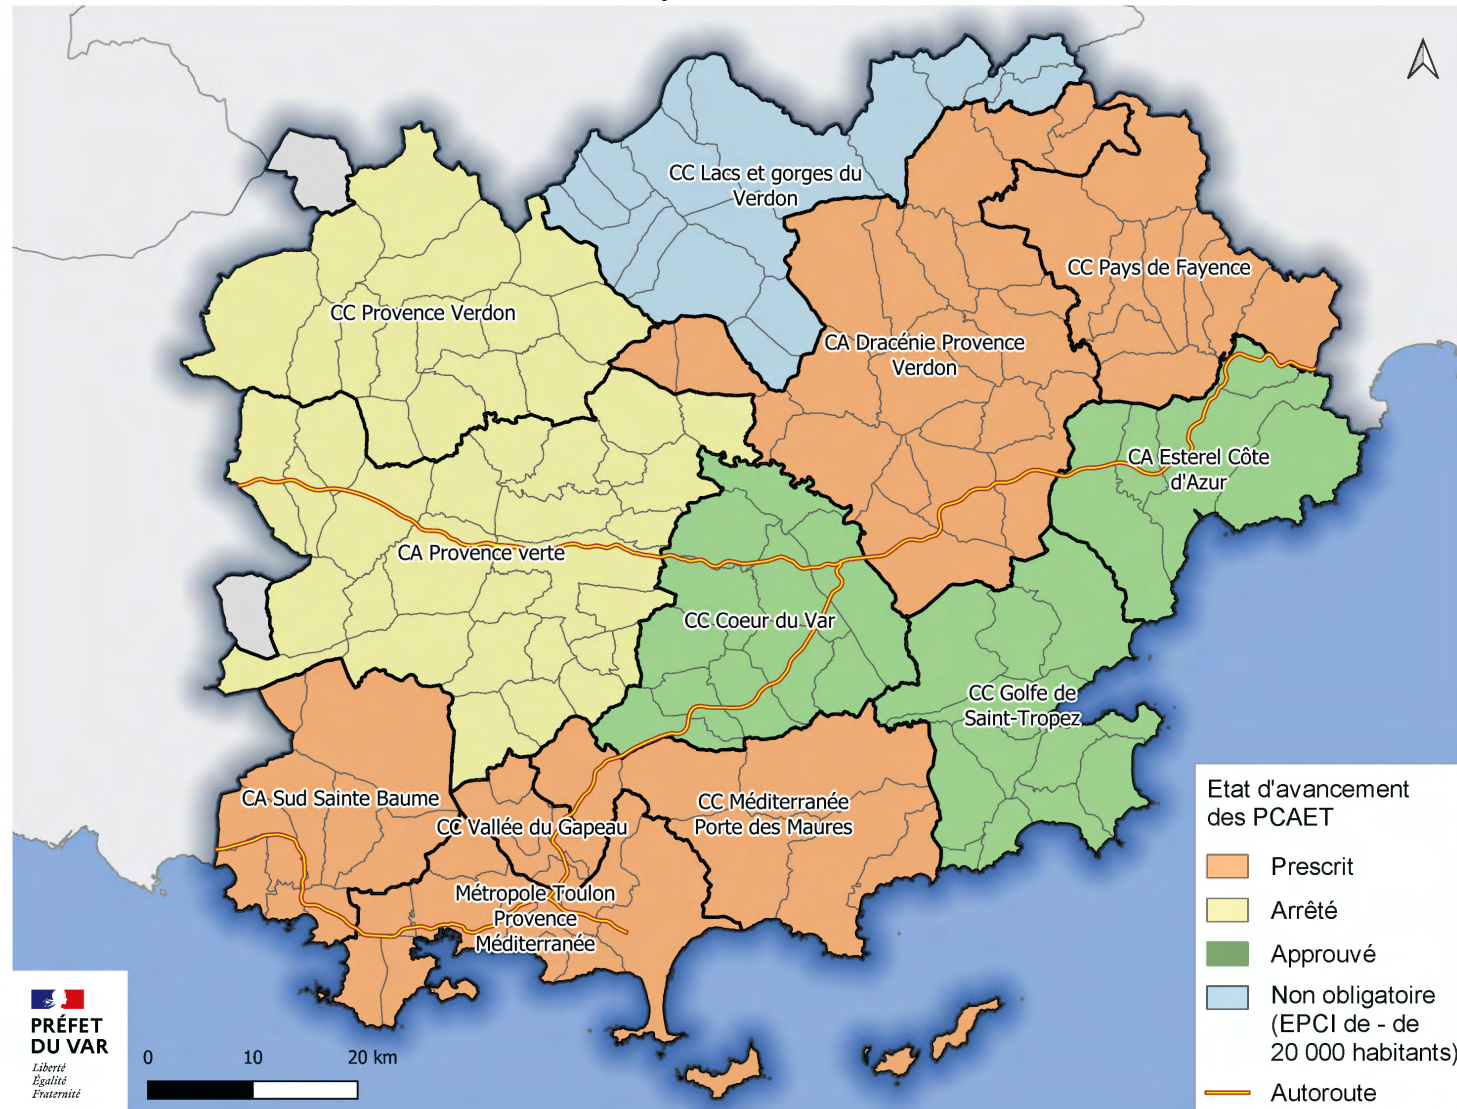 CC Lacs et gorges du
Verdon
CC Pays de Fayence
CC Provence Verdon
CA Dracénie Provence
Verdon
CA Esterel Côte
d'Azur
CA Provence verte
CC Coeur du Var
CC Golfe de
Saint-Tropez
CA Sud Sainte Baume
CC Méditerranée
Porte des Maures
CC Vallée du Gapeau
Métropole Toulon
Provence
Méditerranée
Etat d'avancement
des PCAET
Prescrit
Arrêté
Approuvé
Non obligatoire
(EPCI de - de
20 000 habitants)
Autoroute
PRÉFET
DU VAR
Liberté
Égalité
Fraternité
0 10 20 km